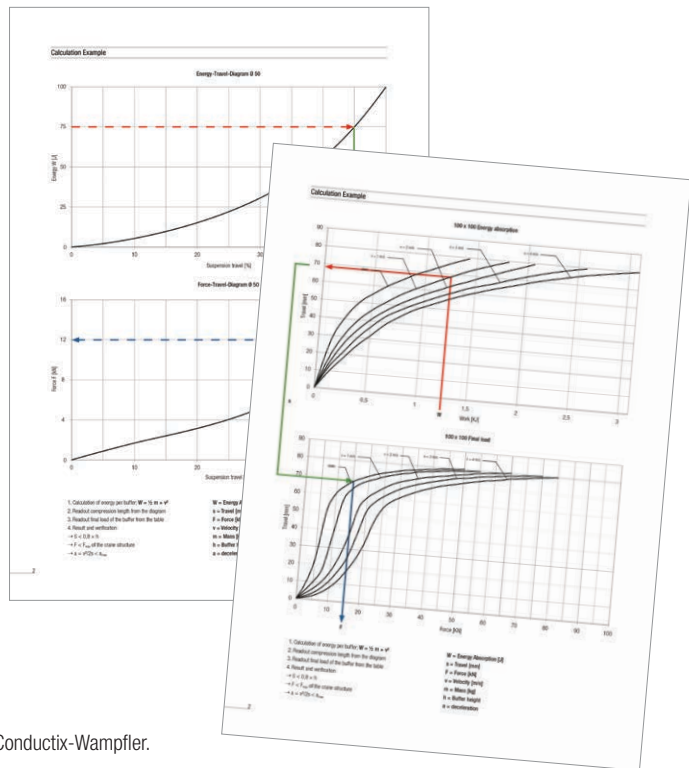 Calculation Example
Energy-Travel-Diagram Ø 50
100
75
50
25
0
Energy W [J]
0
10
20
30
Suspension travel [%]
Force-Travel-Diagram Ø 50
16
12
8
4
0
Force F [kN]
0
10
20
Suspension travel
1. Calculation of energy per buffer: W = ½ m × v²
2. Readout compression length from the diagram
3. Readout final load of the buffer from the table
4. Result and verification
→ S < 0,8 × h
→ F < F of the crane structure
→ a = v²/2s < a
W = Energy A
s = Travel [m
F = Force [k
v = Velocity
m = Mass [k
h = Buffer h
a = deceler
2
Calculation Example
100 x 100 Energy absorption
90
80
70
60
50
40
30
20
10
0
Travel [mm]
0
0,5
1
1,5
2
2,5
3
W
Work [KJ]
100 x 100 Final load
90
80
70
60
50
40
30
20
10
0
Travel [mm]
0
10
20
30
40
50
60
70
80
90
100
F
Force [KN]
1. Calculation of energy per buffer: W = ½ m × v²
2. Readout compression length from the diagram
3. Readout final load of the buffer from the table
4. Result and verification
→ S < 0,8 × h
→ F < F of the crane structure
→ a = v²/2s < a
W = Energy Absorption [J]
s = Travel [mm]
F = Force [kN]
v = Velocity [m/s]
m = Mass [kg]
h = Buffer height
a = deceleration
2
Conductix-Wampfler.